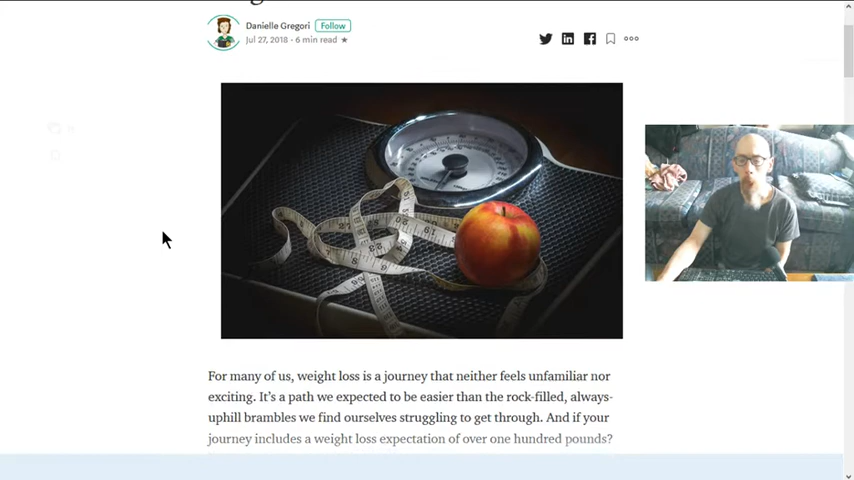 Danielle Gregori Follow
Jul 27, 2018 · 6 min read ★
For many of us, weight loss is a journey that neither feels unfamiliar nor
exciting. It's a path we expected to be easier than the rock-filled, always-
uphill brambles we find ourselves struggling to get through. And if your
journey includes a weight loss expectation of over one hundred pounds?